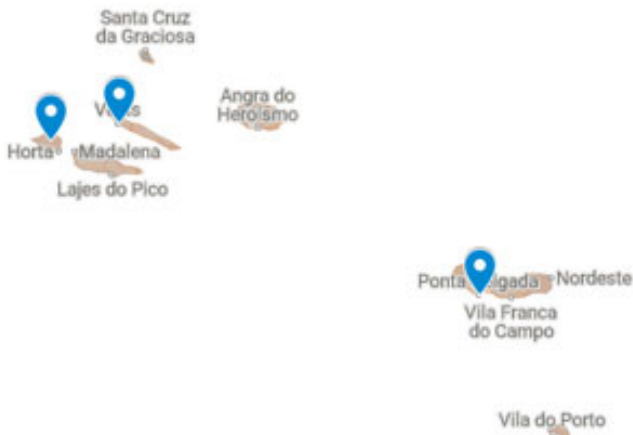 Santa Cruz
da Graciosa
Angra do
Heroísmo
Horta
Madalena
Lajes do Pico
Ponta
Nordeste
Vila Franca
do Campo
Vila do Porto